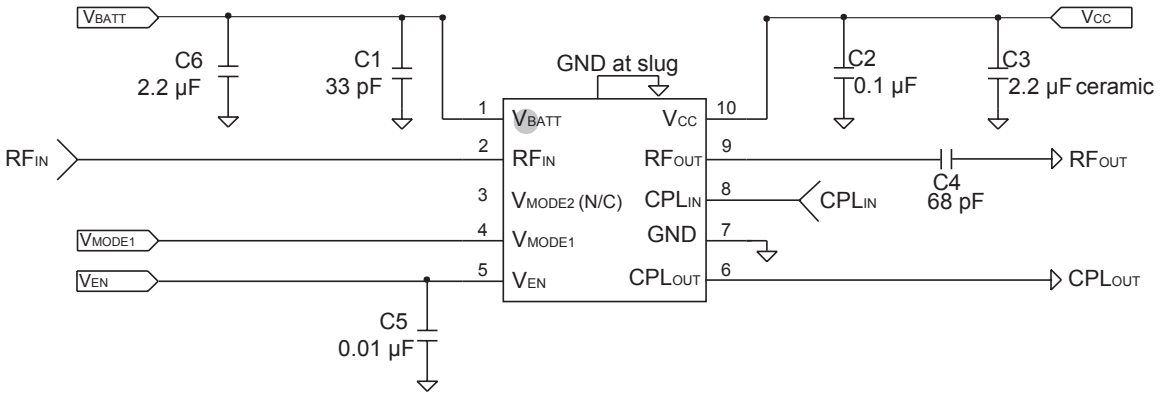 VBATT
VCC
C6
2.2 µF
C1
33 pF
GND at slug
C2
0.1 µF
C3
2.2 µF ceramic
1
VBATT
VCC
10
RFIN
2
RFIN
RFOUT
9
C4
68 pF
RFOUT
3
VMODE2 (N/C)
CPLIN
8
CPLIN
VMODE1
4
VMODE1
GND
7
VEN
5
VEN
CPLOUT
6
CPLOUT
C5
0.01 µF